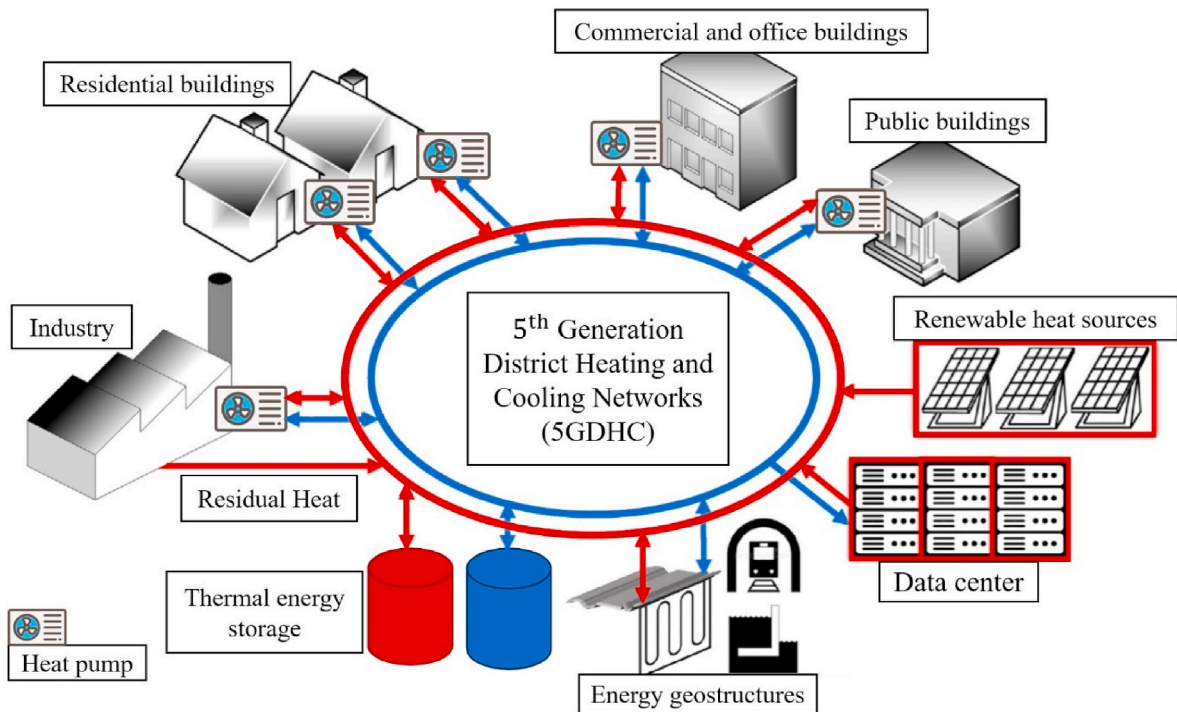 Commercial and office buildings
Residential buildings
Public buildings
Industry
5th Generation
District Heating and
Cooling Networks
(5GDHC)
Renewable heat sources
Residual Heat
Data center
Thermal energy
storage
Heat pump
Energy geostructures